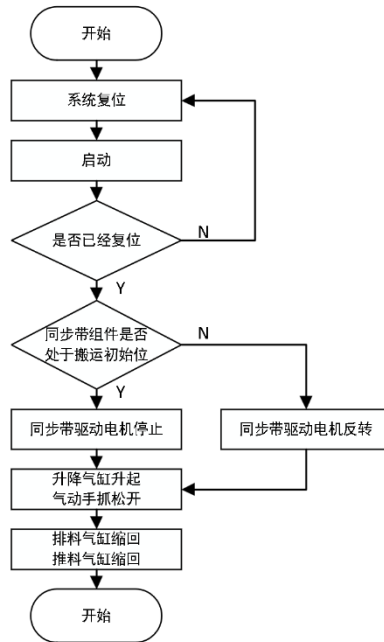 开始
系统复位
启动
是否已经复位
N
Y
同步带组件是否
处于搬运初始位
N
Y
同步带驱动电机停止
同步带驱动电机反转
升降气缸升起
气动手抓松开
排料气缸缩回
推料气缸缩回
开始